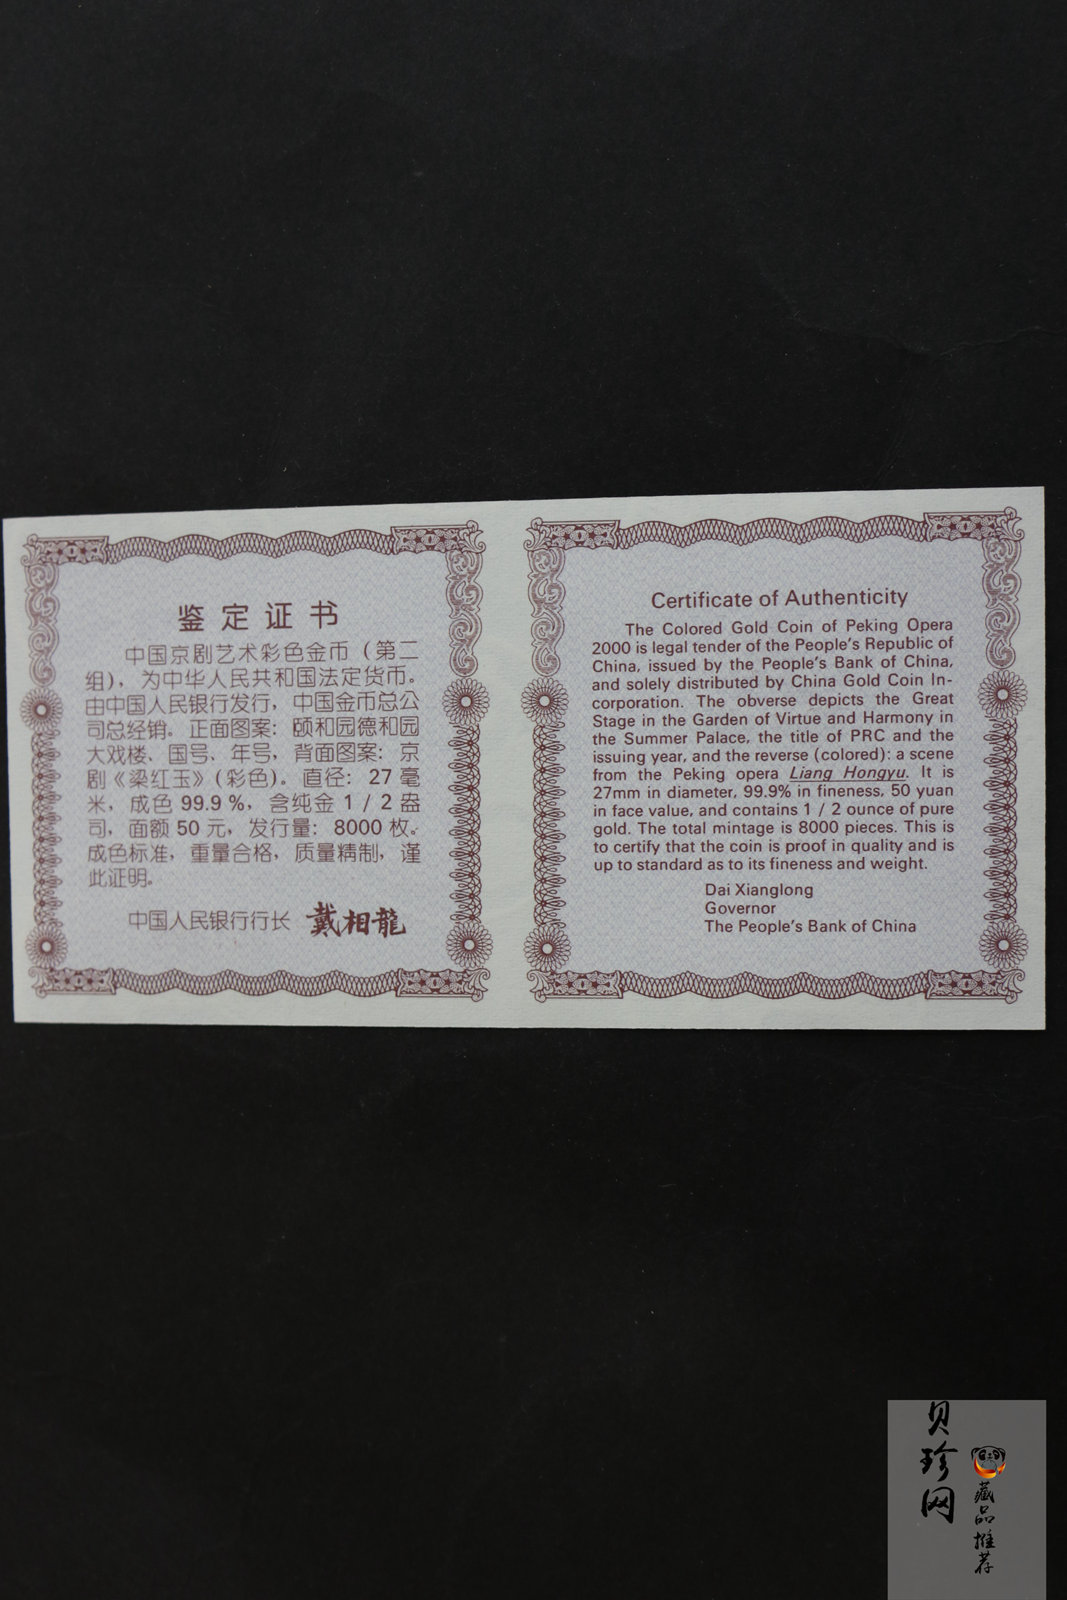 鉴定证书
中国京剧艺术彩色金币（第二
组），为中华人民共和国法定货币。
由中国人民银行发行，中国金币总公
司总经销。正面图案：颐和园德和园
大戏楼、国号、年号，背面图案：京
剧《梁红玉》（彩色）。直径：27毫
米，成色99.9%，含纯金1/2盎
司，面额50元，发行量：8000枚。
成色标准，重量合格，质量精制，谨
此证明。
中国人民银行行长 戴相龍
Certificate of Authenticity
The Colored Gold Coin of Peking Opera
2000 is legal tender of the People's Republic of
China, issued by the People's Bank of China,
and solely distributed by China Gold Coin In-
corporation. The obverse depicts the Great
Stage in the Garden of Virtue and Harmony in
the Summer Palace, the title of PRC and the
issuing year, and the reverse (colored): a scene
from the Peking opera Liang Hongyu. It is
27mm in diameter, 99.9% in fineness, 50 yuan
in face value, and contains 1 / 2 ounce of pure
gold. The total mintage is 8000 pieces. This is
to certify that the coin is proof in quality and is
up to standard as to its fineness and weight.
Dai Xianglong
Governor
The People's Bank of China
贝珍网
藏品推荐